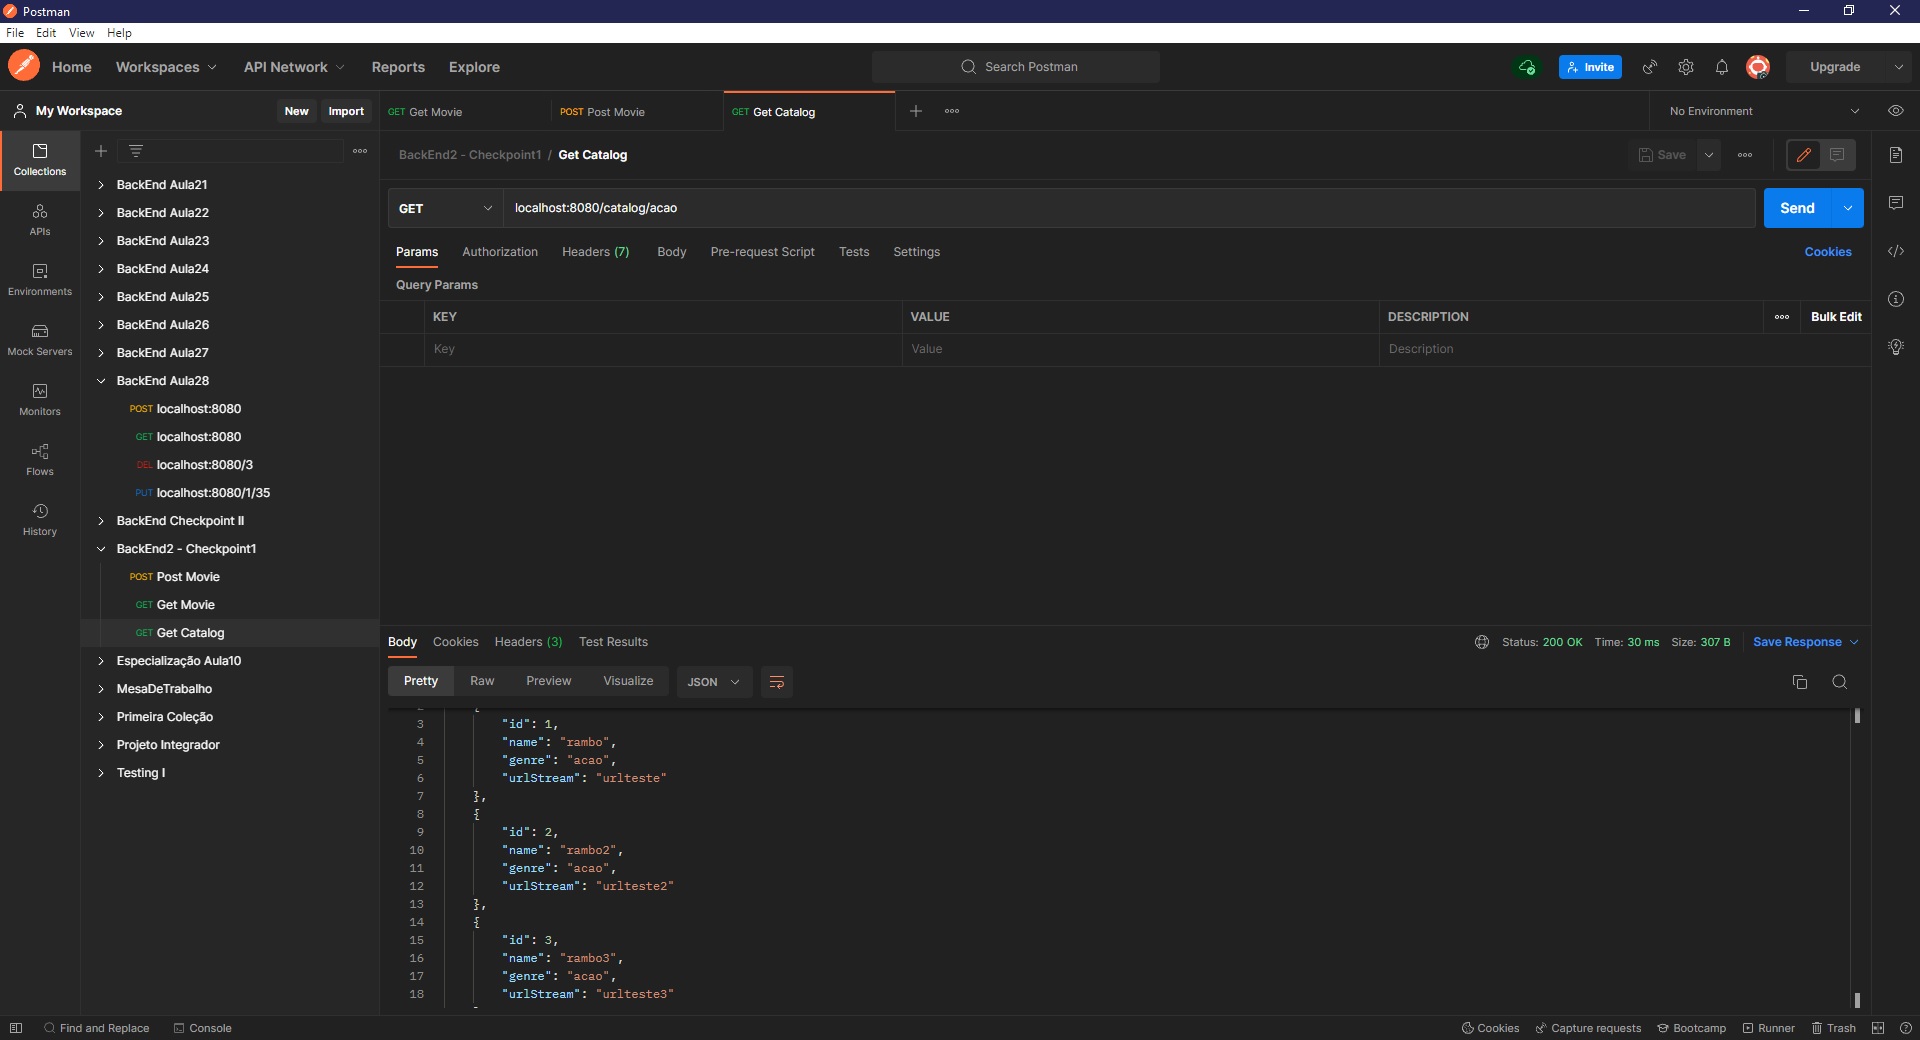 Postman
File Edit View Help
Home Workspaces API Network Reports Explore Search Postman Invite Upgrade
My Workspace New Import GET Get Movie POST Post Movie GET Get Catalog No Environment
Collections
APIs
Environments
Mock Servers
Monitors
Flows
History
BackEnd Aula21
BackEnd Aula22
BackEnd Aula23
BackEnd Aula24
BackEnd Aula25
BackEnd Aula26
BackEnd Aula27
BackEnd Aula28
POST localhost:8080
GET localhost:8080
DEL localhost:8080/3
PUT localhost:8080/1/35
BackEnd Checkpoint II
BackEnd2 - Checkpoint1
POST Post Movie
GET Get Movie
GET Get Catalog
Especialização Aula10
MesaDeTrabalho
Primeira Coleção
Projeto Integrador
Testing I
BackEnd2 - Checkpoint1 / Get Catalog Save
GET localhost:8080/catalog/acao Send
Params Authorization Headers (7) Body Pre-request Script Tests Settings Cookies
Query Params
KEY VALUE DESCRIPTION Bulk Edit
Key Value Description
Body Cookies Headers (3) Test Results Status: 200 OK Time: 30 ms Size: 307 B Save Response
Pretty Raw Preview Visualize JSON
2 {
3 "id": 1,
4 "name": "rambo",
5 "genre": "acao",
6 "urlStream": "urlteste"
7 },
8 {
9 "id": 2,
10 "name": "rambo2",
11 "genre": "acao",
12 "urlStream": "urlteste2"
13 },
14 {
15 "id": 3,
16 "name": "rambo3",
17 "genre": "acao",
18 "urlStream": "urlteste3"
Find and Replace Console Cookies Capture requests Bootcamp Runner Trash